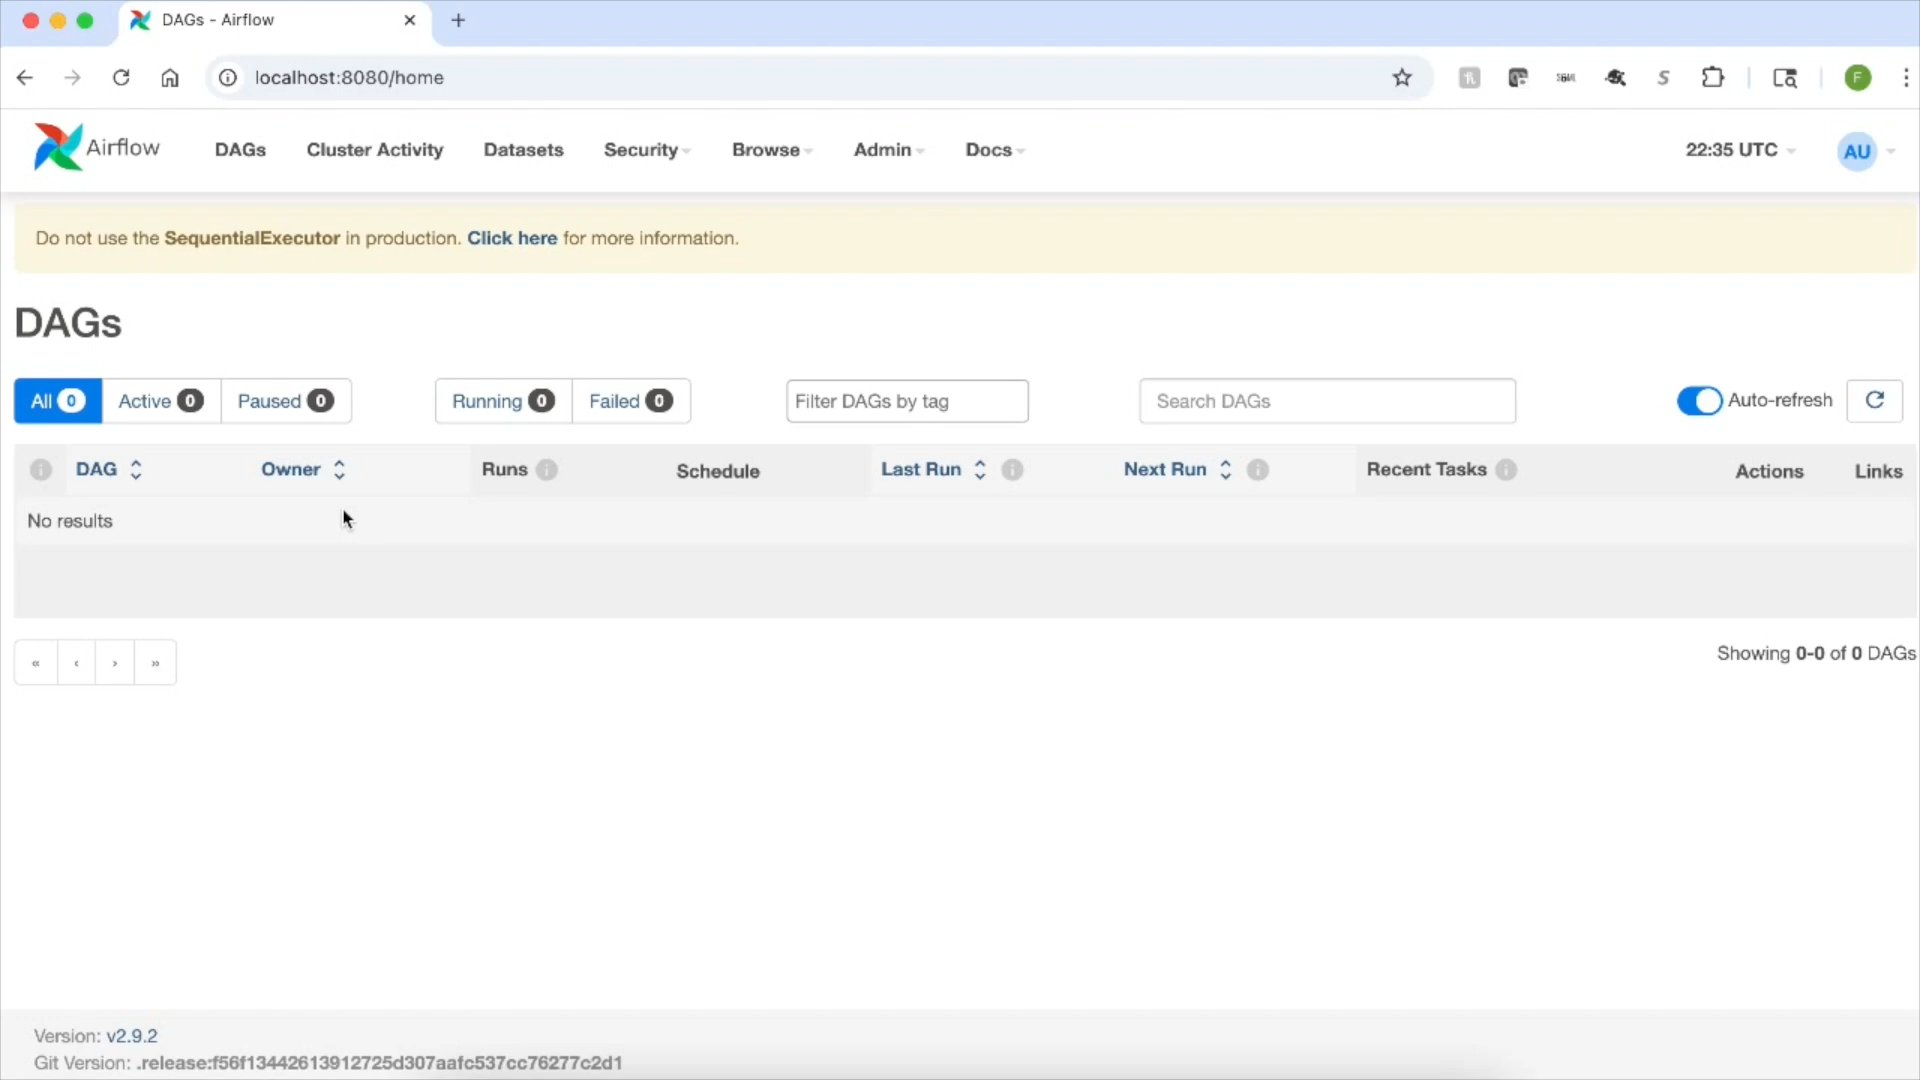 DAGs - Airflow
localhost:8080/home
F
Airflow
DAGs Cluster Activity Datasets Security Browse Admin Docs 22:35 UTC AU
Do not use the SequentialExecutor in production. Click here for more information.
DAGs
All 0 Active 0 Paused 0 Running 0 Failed 0 Filter DAGs by tag Search DAGs Auto-refresh
DAG Owner Runs Schedule Last Run Next Run Recent Tasks Actions Links
No results
« ‹ › » Showing 0-0 of 0 DAGs
Version: v2.9.2
Git Version: .release:f56f13442613912725d307aafc537cc76277c2d1